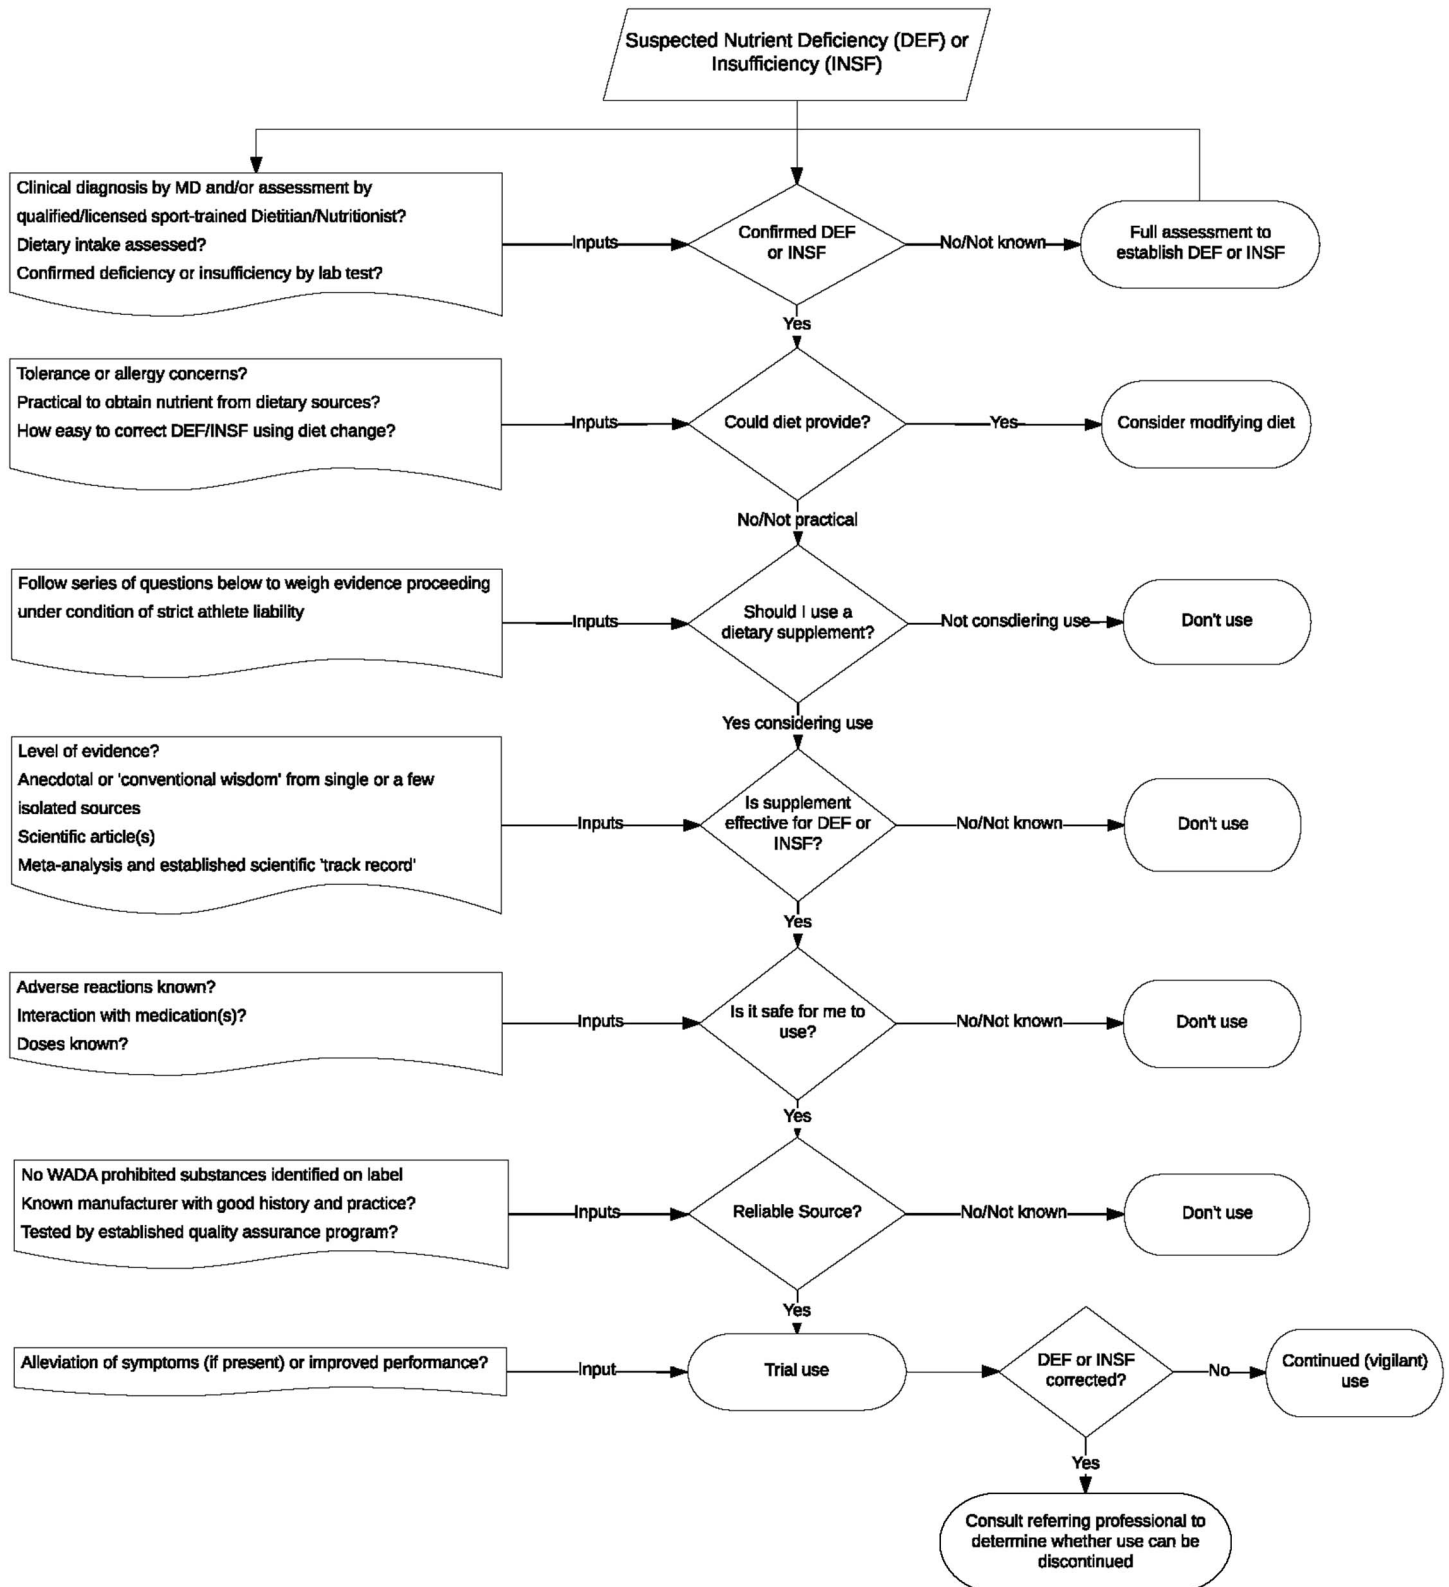 Suspected Nutrient Deficiency (DEF) or
Insufficiency (INSF)
Clinical diagnosis by MD and/or assessment by
qualified/licensed sport-trained Dietitian/Nutritionist?
Dietary intake assessed?
Confirmed deficiency or insufficiency by lab test?
Inputs
Confirmed DEF
or INSF
No/Not known
Full assessment to
establish DEF or INSF
Yes
Tolerance or allergy concerns?
Practical to obtain nutrient from dietary sources?
How easy to correct DEF/INSF using diet change?
Inputs
Could diet provide?
Yes
Consider modifying diet
No/Not practical
Follow series of questions below to weigh evidence proceeding
under condition of strict athlete liability
Inputs
Should I use a
dietary supplement?
Not consdiering use
Don't use
Yes considering use
Level of evidence?
Anecdotal or 'conventional wisdom' from single or a few
isolated sources
Scientific article(s)
Meta-analysis and established scientific 'track record'
Inputs
Is supplement
effective for DEF or
INSF?
No/Not known
Don't use
Yes
Adverse reactions known?
Interaction with medication(s)?
Doses known?
Inputs
Is it safe for me to
use?
No/Not known
Don't use
Yes
No WADA prohibited substances identified on label
Known manufacturer with good history and practice?
Tested by established quality assurance program?
Inputs
Reliable Source?
No/Not known
Don't use
Yes
Alleviation of symptoms (if present) or improved performance?
Input
Trial use
DEF or INSF
corrected?
No
Continued (vigilant)
use
Yes
Consult referring professional to
determine whether use can be
discontinued